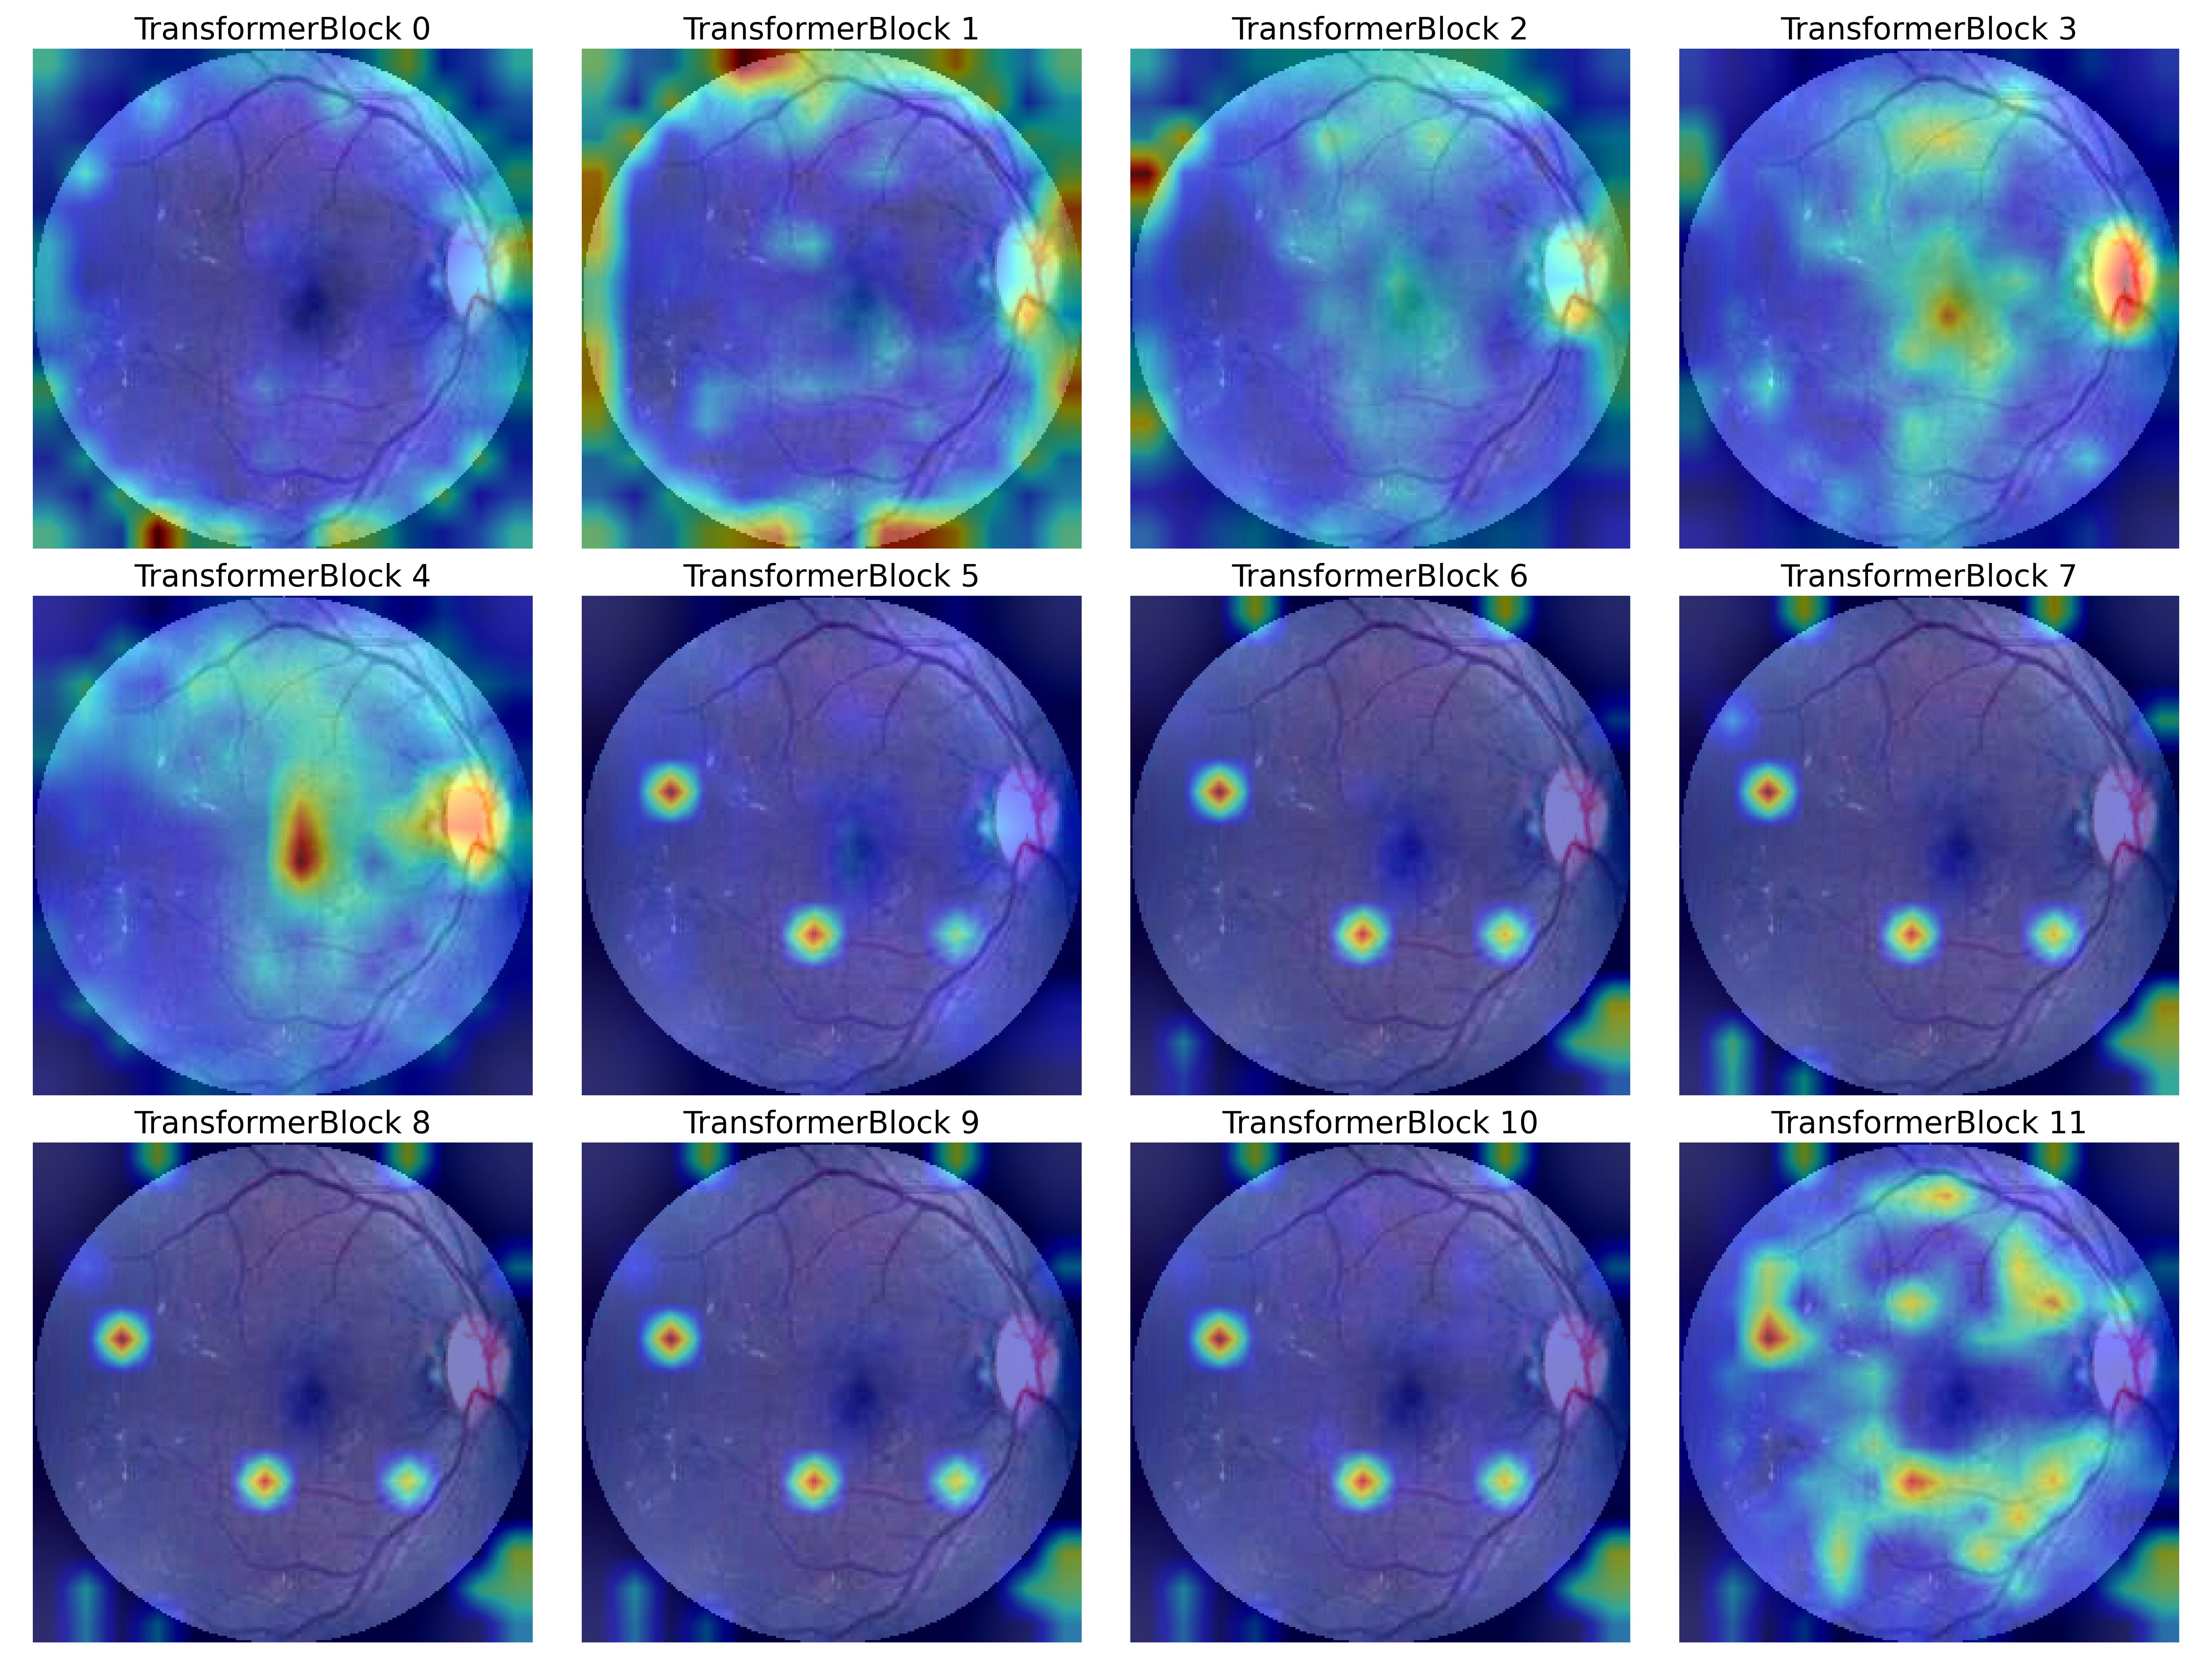 TransformerBlock 0
TransformerBlock 1
TransformerBlock 2
TransformerBlock 3
TransformerBlock 4
TransformerBlock 5
TransformerBlock 6
TransformerBlock 7
TransformerBlock 8
TransformerBlock 9
TransformerBlock 10
TransformerBlock 11